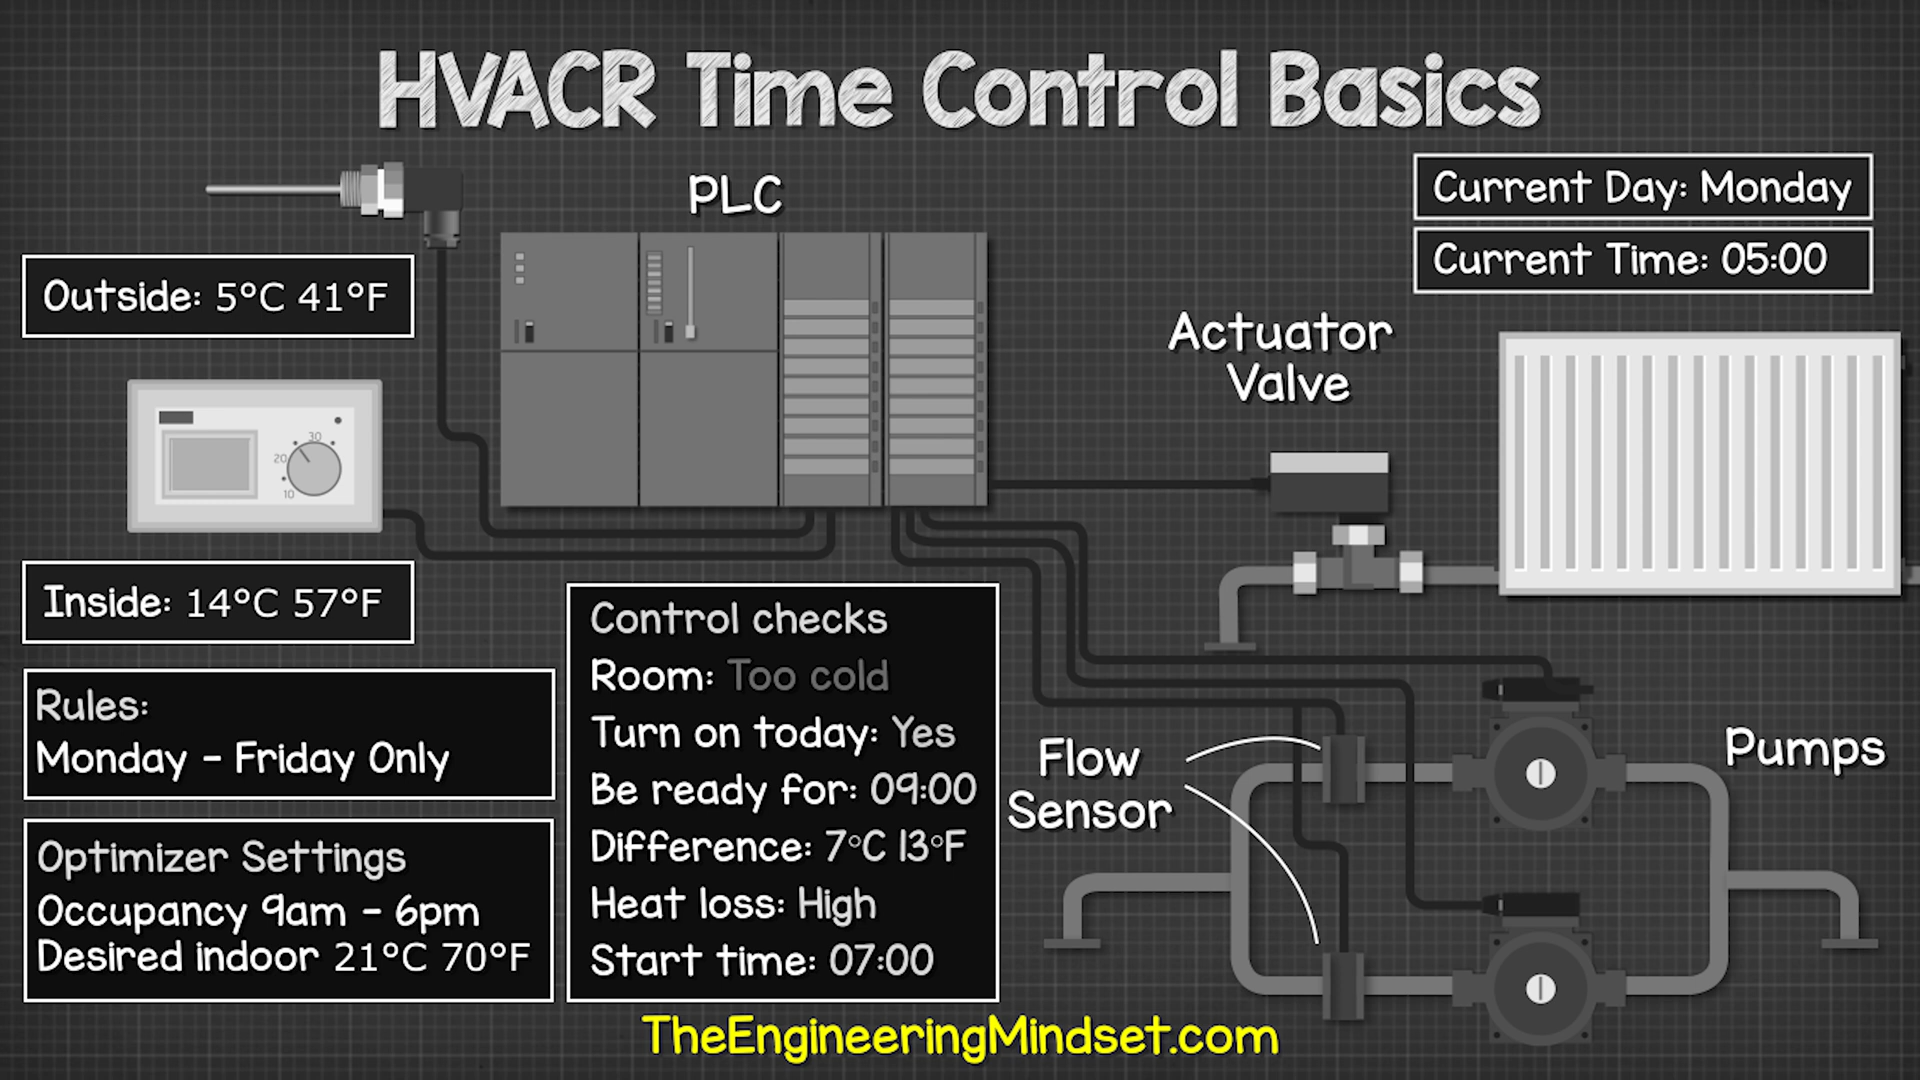 HVACR Time Control Basics
PLC
Current Day: Monday
Current Time: 05:00
Outside: 5°C 41°F
Actuator
Valve
30
20
10
Inside: 14°C 57°F
Rules:
Monday - Friday Only
Optimizer Settings
Occupancy 9am - 6pm
Desired indoor 21°C 70°F
Control checks
Room: Too cold
Turn on today: Yes
Be ready for: 09:00
Difference: 7°C 13°F
Heat loss: High
Start time: 07:00
Flow
Sensor
Pumps
TheEngineeringMindset.com